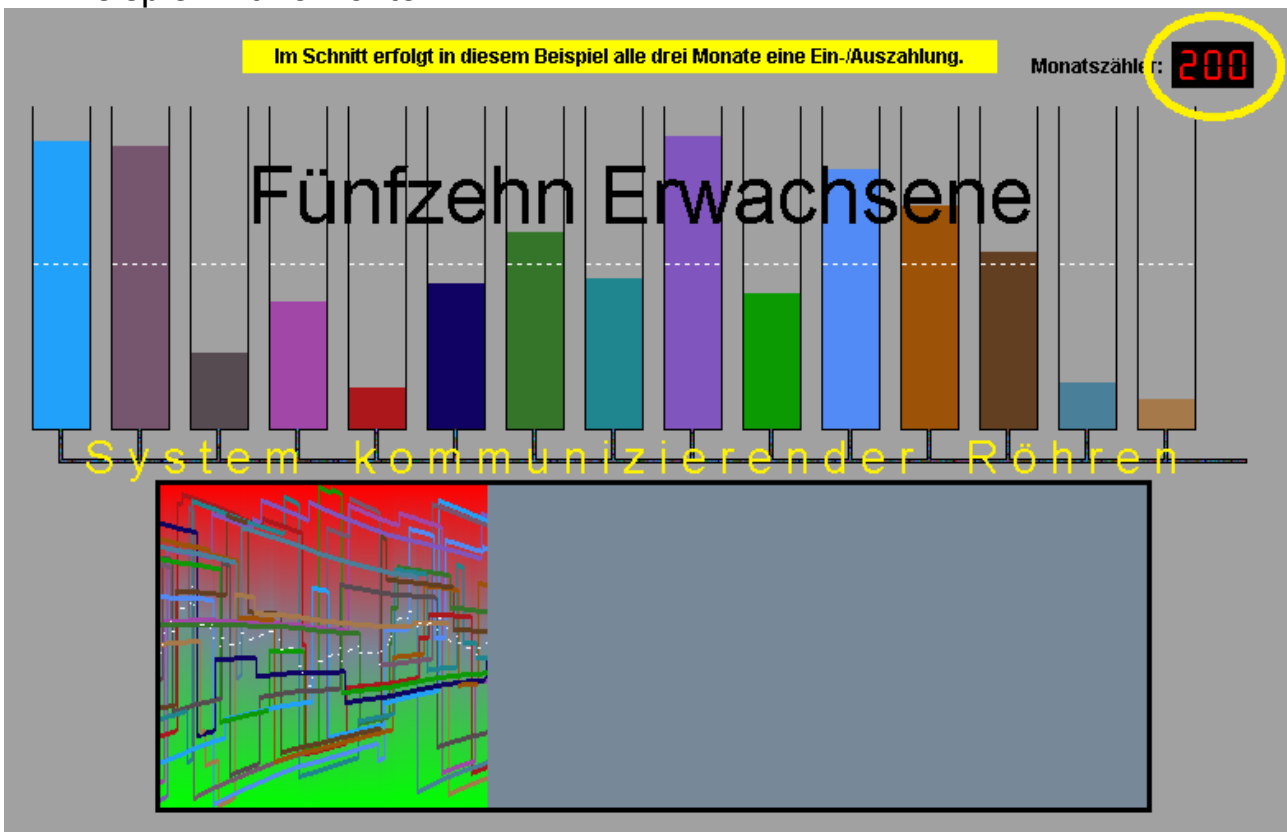 Im Schnitt erfolgt in diesem Beispiel alle drei Monate eine Ein-/Auszahlung.
Monatszähler: 200
Fünfzehn Erwachsene
System kommunizierender Röhren